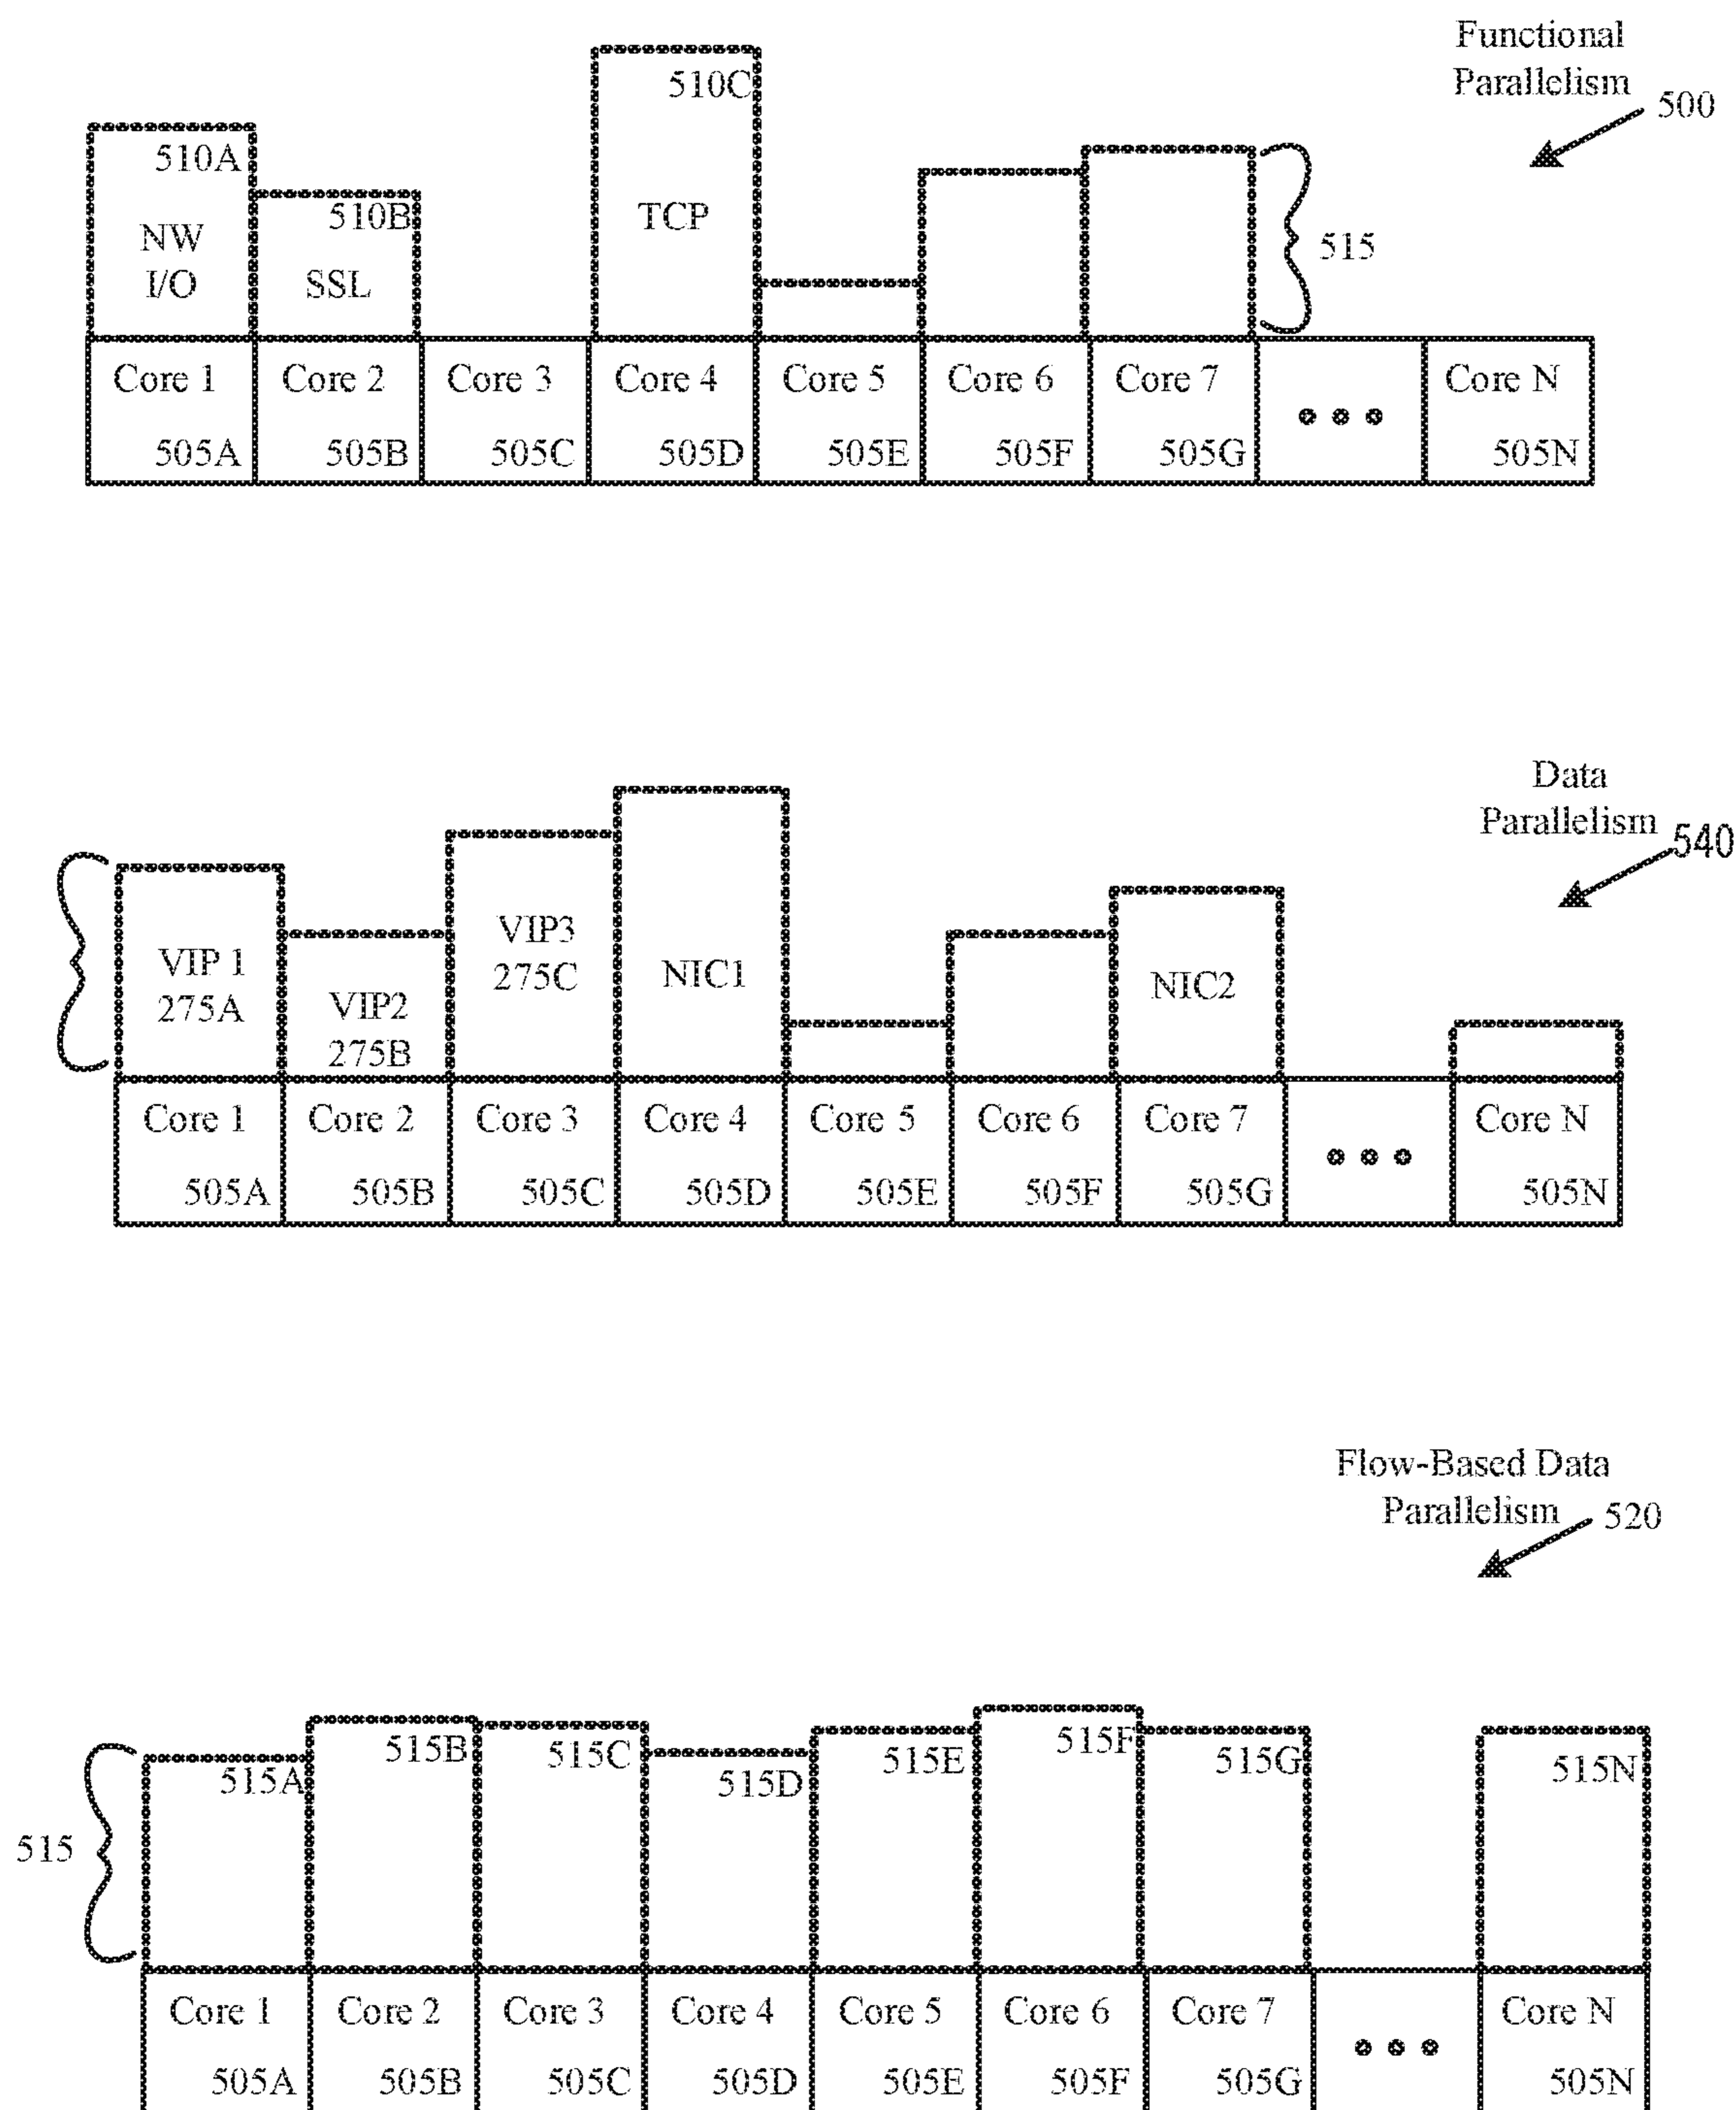 Functional
Parallelism
500
510C
510A
510B
NW
I/O
SSL
TCP
515
Core 1
Core 2
Core 3
Core 4
Core 5
Core 6
Core 7
Core N
505A
505B
505C
505D
505E
505F
505G
505N
Data
Parallelism
540
VIP 1
275A
VIP2
275B
VIP3
275C
NIC1
NIC2
Core 1
Core 2
Core 3
Core 4
Core 5
Core 6
Core 7
Core N
505A
505B
505C
505D
505E
505F
505G
505N
Flow-Based Data
Parallelism
520
515A
515B
515C
515D
515E
515F
515G
515N
515
Core 1
Core 2
Core 3
Core 4
Core 5
Core 6
Core 7
Core N
505A
505B
505C
505D
505E
505F
505G
505N